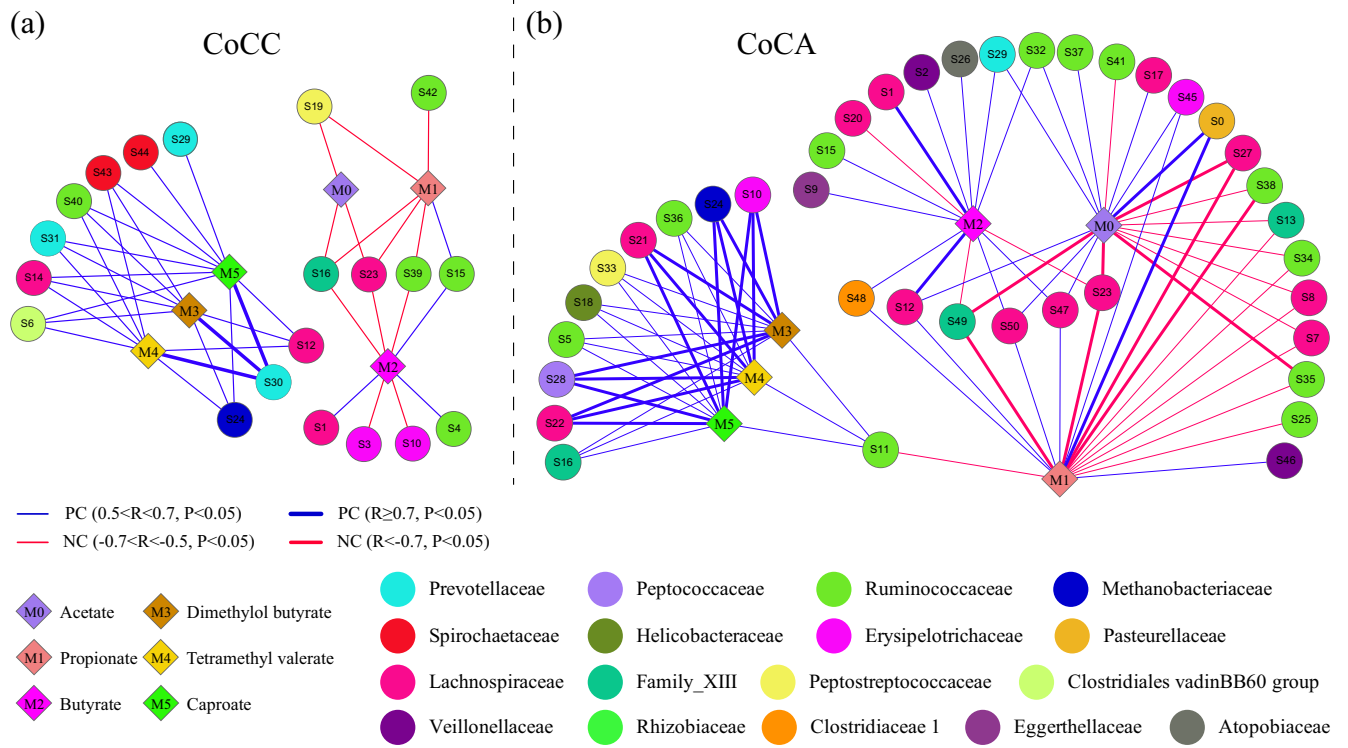 (a)
CoCC
(b)
CoCA
S19
S42
S44
S29
S43
S40
S31
S14
S6
M0
M1
M5
M3
M4
S16
S23
S39
S15
S12
S30
S24
M2
S1
S3
S10
S4
S26
S29
S32
S37
S41
S17
S45
S0
S27
S38
S13
S34
S8
S7
S35
S25
S46
S2
S1
S20
S15
S9
M2
M0
S48
S12
S49
S50
S47
S23
S10
S24
S36
S21
S33
S18
S5
S28
S22
S16
M3
M4
M5
S11
M1
PC (0.5<R<0.7, P<0.05)
PC (R≥0.7, P<0.05)
NC (-0.7<R<-0.5, P<0.05)
NC (R<-0.7, P<0.05)
M0 Acetate
M3 Dimethylol butyrate
M1 Propionate
M4 Tetramethyl valerate
M2 Butyrate
M5 Caproate
Prevotellaceae
Peptococcaceae
Ruminococcaceae
Methanobacteriaceae
Spirochaetaceae
Helicobacteraceae
Erysipelotrichaceae
Pasteurellaceae
Lachnospiraceae
Family_XIII
Peptostreptococcaceae
Clostridiales vadinBB60 group
Veillonellaceae
Rhizobiaceae
Clostridiaceae 1
Eggerthellaceae
Atopobiaceae